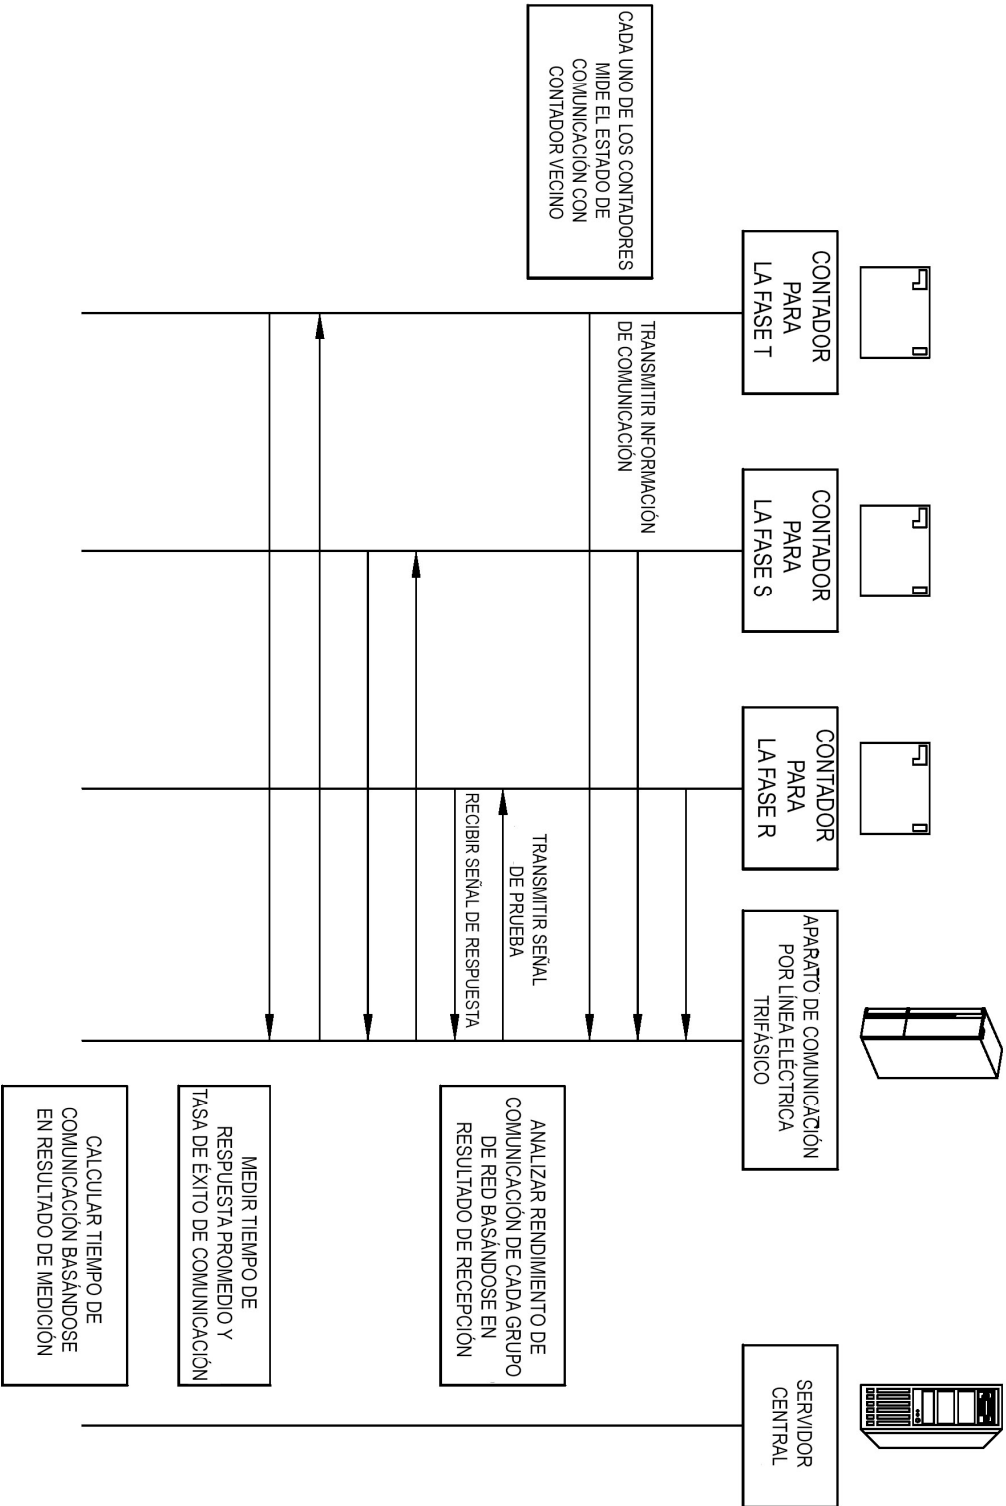 CONTADOR
PARA
LA FASE T
CONTADOR
PARA
LA FASE S
CONTADOR
PARA
LA FASE R
APARATO DE COMUNICACIÓN
POR LÍNEA ELÉCTRICA
TRIFÁSICO
SERVIDOR
CENTRAL
CADA UNO DE LOS CONTADORES
MIDE EL ESTADO DE
COMUNICACIÓN CON
CONTADOR VECINO
TRANSMITIR INFORMACIÓN
DE COMUNICACIÓN
TRANSMITIR SEÑAL
DE PRUEBA
RECIBIR SEÑAL DE RESPUESTA
ANALIZAR RENDIMIENTO DE
COMUNICACIÓN DE CADA GRUPO
DE RED BASÁNDOSE EN
RESULTADO DE RECEPCIÓN
MEDIR TIEMPO DE
RESPUESTA PROMEDIO Y
TASA DE ÉXITO DE COMUNICACIÓN
CALCULAR TIEMPO DE
COMUNICACIÓN BASÁNDOSE
EN RESULTADO DE MEDICIÓN